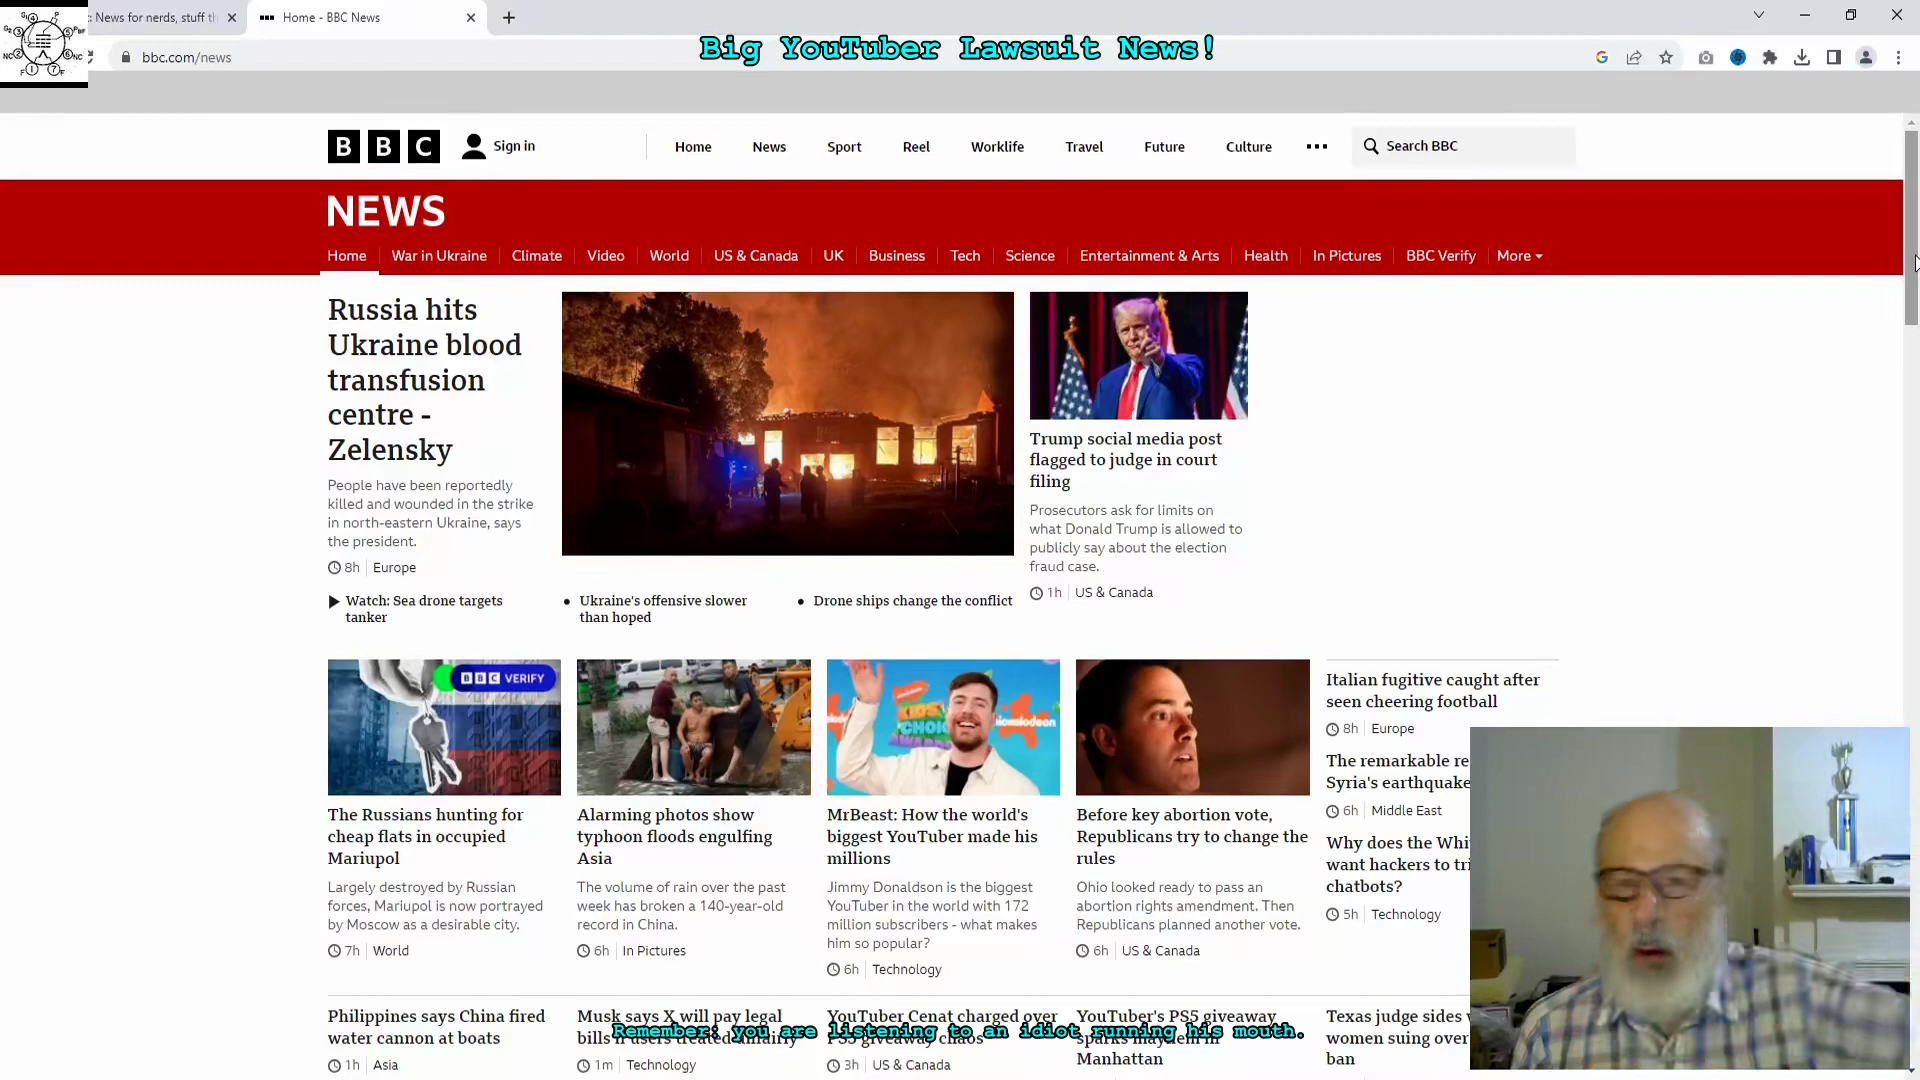 : News for nerds, stuff th
Home - BBC News
bbc.com/news
Big YouTuber Lawsuit News!
BBC
Sign in
Home
News
Sport
Reel
Worklife
Travel
Future
Culture
Search BBC
NEWS
Home
War in Ukraine
Climate
Video
World
US & Canada
UK
Business
Tech
Science
Entertainment & Arts
Health
In Pictures
BBC Verify
More
Russia hits
Ukraine blood
transfusion
centre -
Zelensky
People have been reportedly
killed and wounded in the strike
in north-eastern Ukraine, says
the president.
8h
Europe
Trump social media post
flagged to judge in court
filing
Prosecutors ask for limits on
what Donald Trump is allowed to
publicly say about the election
fraud case.
1h
US & Canada
Watch: Sea drone targets
tanker
Ukraine's offensive slower
than hoped
Drone ships change the conflict
BBC VERIFY
The Russians hunting for
cheap flats in occupied
Mariupol
Largely destroyed by Russian
forces, Mariupol is now portrayed
by Moscow as a desirable city.
7h
World
Alarming photos show
typhoon floods engulfing
Asia
The volume of rain over the past
week has broken a 140-year-old
record in China.
6h
In Pictures
MrBeast: How the world's
biggest YouTuber made his
millions
Jimmy Donaldson is the biggest
YouTuber in the world with 172
million subscribers - what makes
him so popular?
6h
Technology
Before key abortion vote,
Republicans try to change the
rules
Ohio looked ready to pass an
abortion rights amendment. Then
Republicans planned another vote.
6h
US & Canada
Italian fugitive caught after
seen cheering football
8h
Europe
The remarkable re
Syria's earthquake
6h
Middle East
Why does the Whi
want hackers to tri
chatbots?
5h
Technology
Philippines says China fired
water cannon at boats
1h
Asia
Musk says X will pay legal
bills if users treated unfairly
1m
Technology
YouTuber Cenat charged over
PS5 giveaway chaos
3h
US & Canada
YouTube's PS5 giveaway
sparks mayhem in
Manhattan
Texas judge sides
women suing over
ban
Remember: you are listening to an idiot running his mouth.